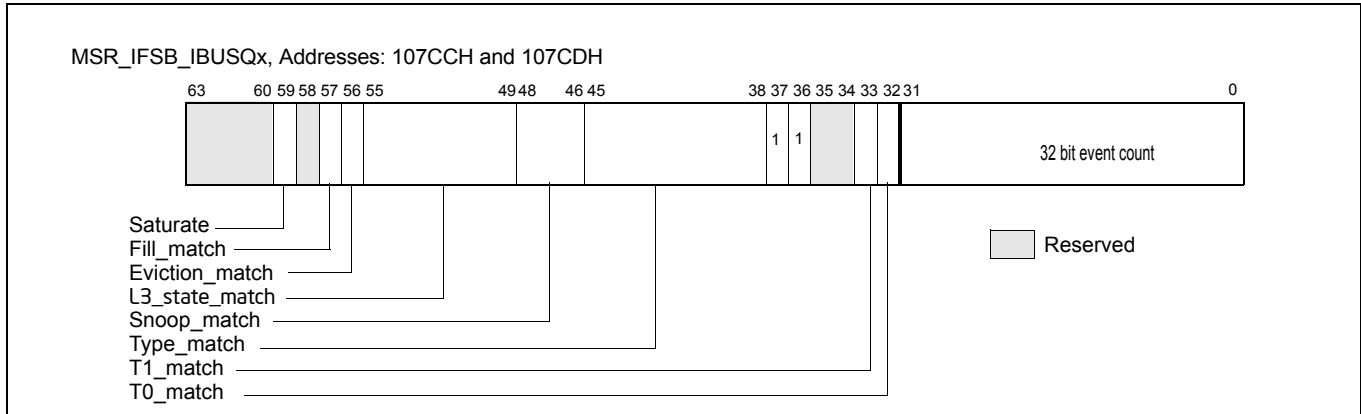 MSR_IFSB_IBUSQx, Addresses: 107CCH and 107CDH
63 60 59 58 57 56 55 49 48 46 45 38 37 36 35 34 33 32 31 0
1 1
32 bit event count
Saturate
Fill_match
Eviction_match
L3_state_match
Snoop_match
Type_match
T1_match
T0_match
Reserved